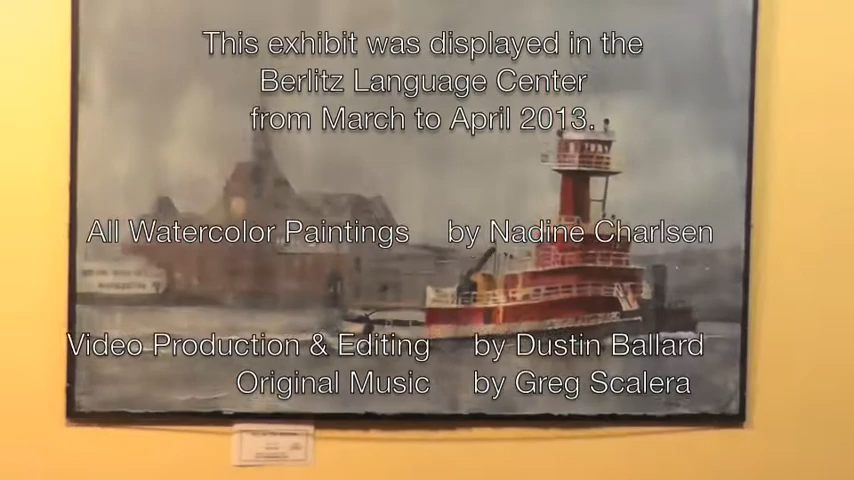 This exhibit was displayed in the
Berlitz Language Center
from March to April 2013.
All Watercolor Paintings by Nadine Charlsen
Video Production & Editing by Dustin Ballard
Original Music by Greg Scalera